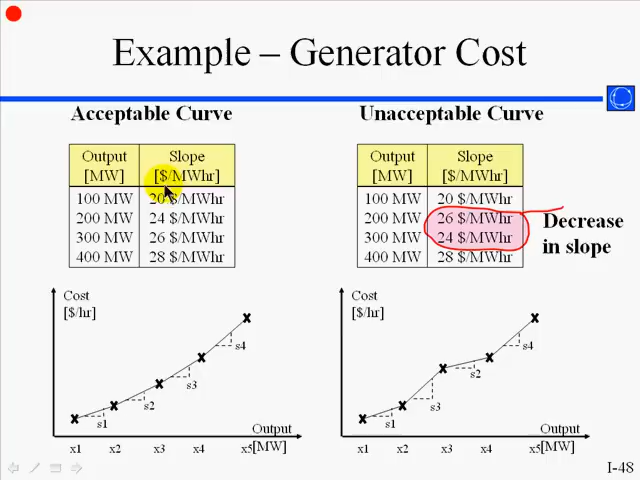 Example – Generator Cost
Acceptable Curve
Output Slope
[MW] [$/MWhr]
100 MW 20 $/MWhr
200 MW 24 $/MWhr
300 MW 26 $/MWhr
400 MW 28 $/MWhr
Cost
[$/hr]
s1
s2
s3
s4
Output
[MW]
x1 x2 x3 x4 x5
Unacceptable Curve
Output Slope
[MW] [$/MWhr]
100 MW 20 $/MWhr
200 MW 26 $/MWhr
300 MW 24 $/MWhr
400 MW 28 $/MWhr
Decrease
in slope
Cost
[$/hr]
s1
s3
s2
s4
Output
[MW]
x1 x2 x3 x4 x5
I-48